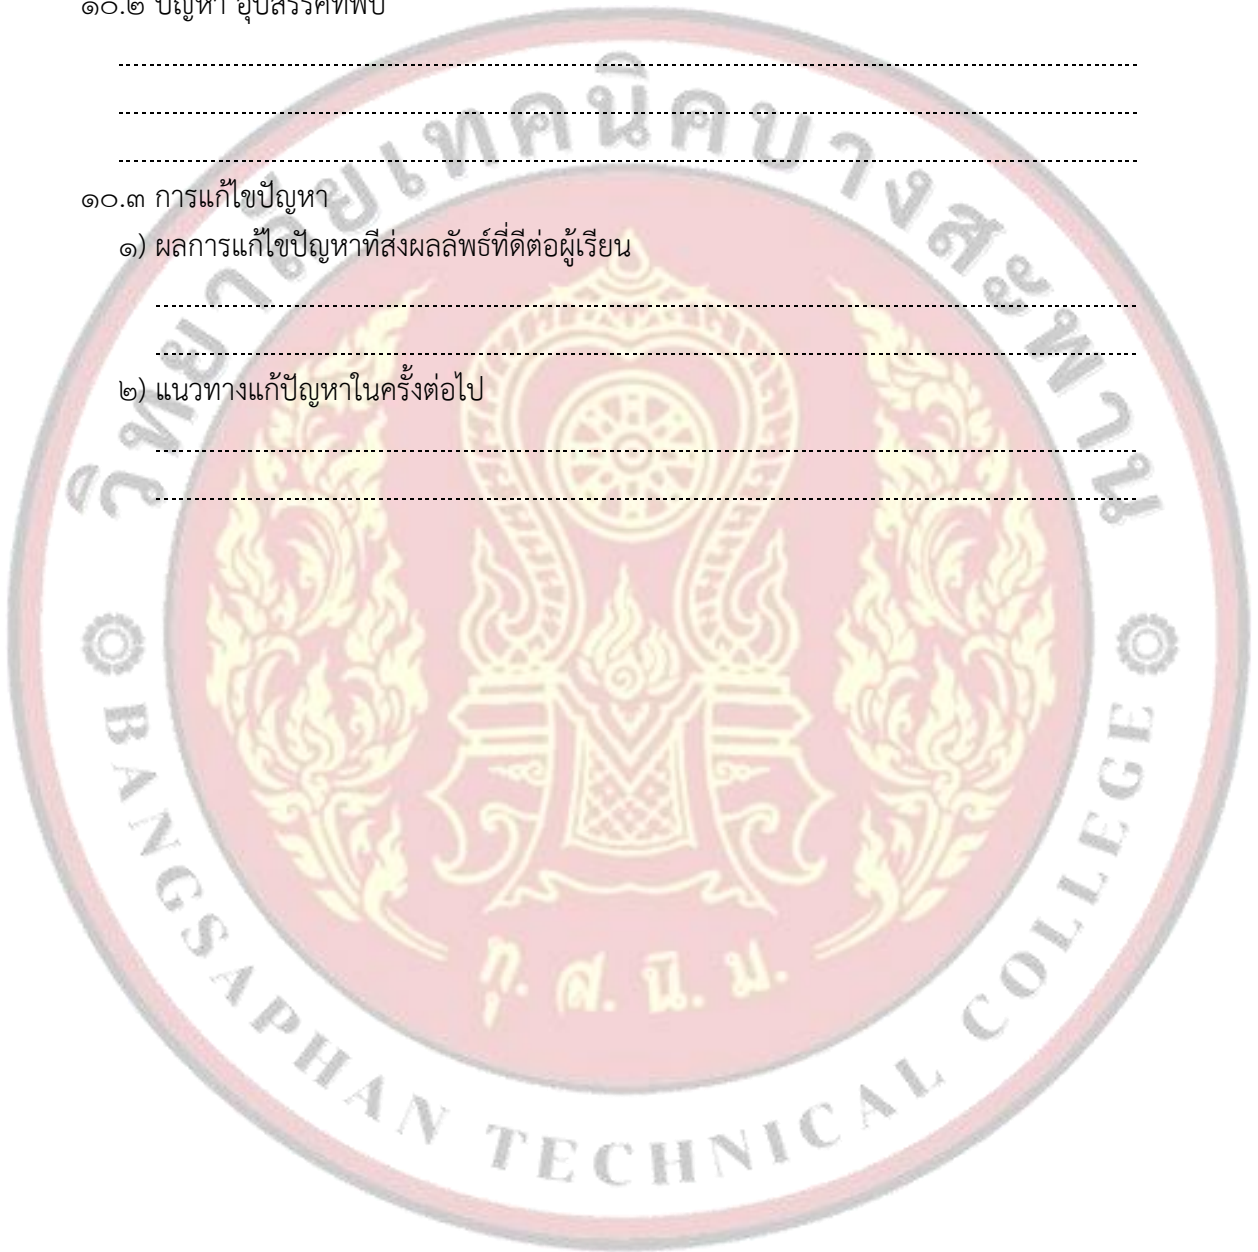 ๑๐.๒ ปัญหา อุปสรรคที่พบ
๑๐.๓ การแก้ไขปัญหา
๑) ผลการแก้ไขปัญหาที่ส่งผลลัพธ์ที่ดีต่อผู้เรียน
๒) แนวทางแก้ปัญหาในครั้งต่อไป
วิทยาลัยเทคนิคบางสะพาน
ทุ. ส. นิ. ม.
BANGSAPHAN TECHNICAL COLLEGE